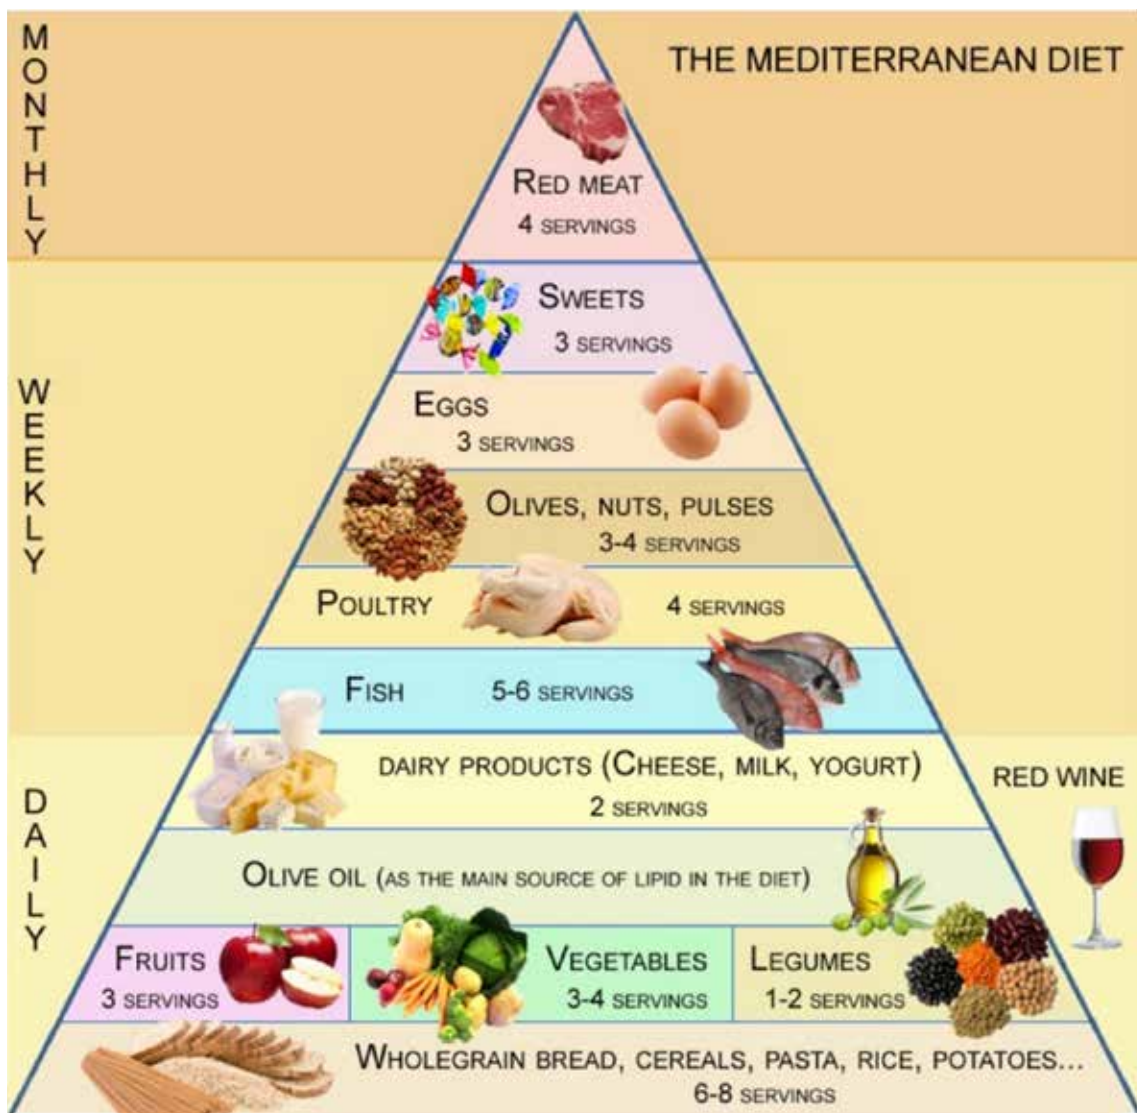 MONTHLY
THE MEDITERRANEAN DIET
RED MEAT
4 SERVINGS
WEEKLY
SWEETS
3 SERVINGS
EGGS
3 SERVINGS
OLIVES, NUTS, PULSES
3-4 SERVINGS
POULTRY
4 SERVINGS
FISH
5-6 SERVINGS
DAILY
DAIRY PRODUCTS (CHEESE, MILK, YOGURT)
2 SERVINGS
RED WINE
OLIVE OIL (AS THE MAIN SOURCE OF LIPID IN THE DIET)
FRUITS
3 SERVINGS
VEGETABLES
3-4 SERVINGS
LEGUMES
1-2 SERVINGS
WHOLEGRAIN BREAD, CEREALS, PASTA, RICE, POTATOES...
6-8 SERVINGS